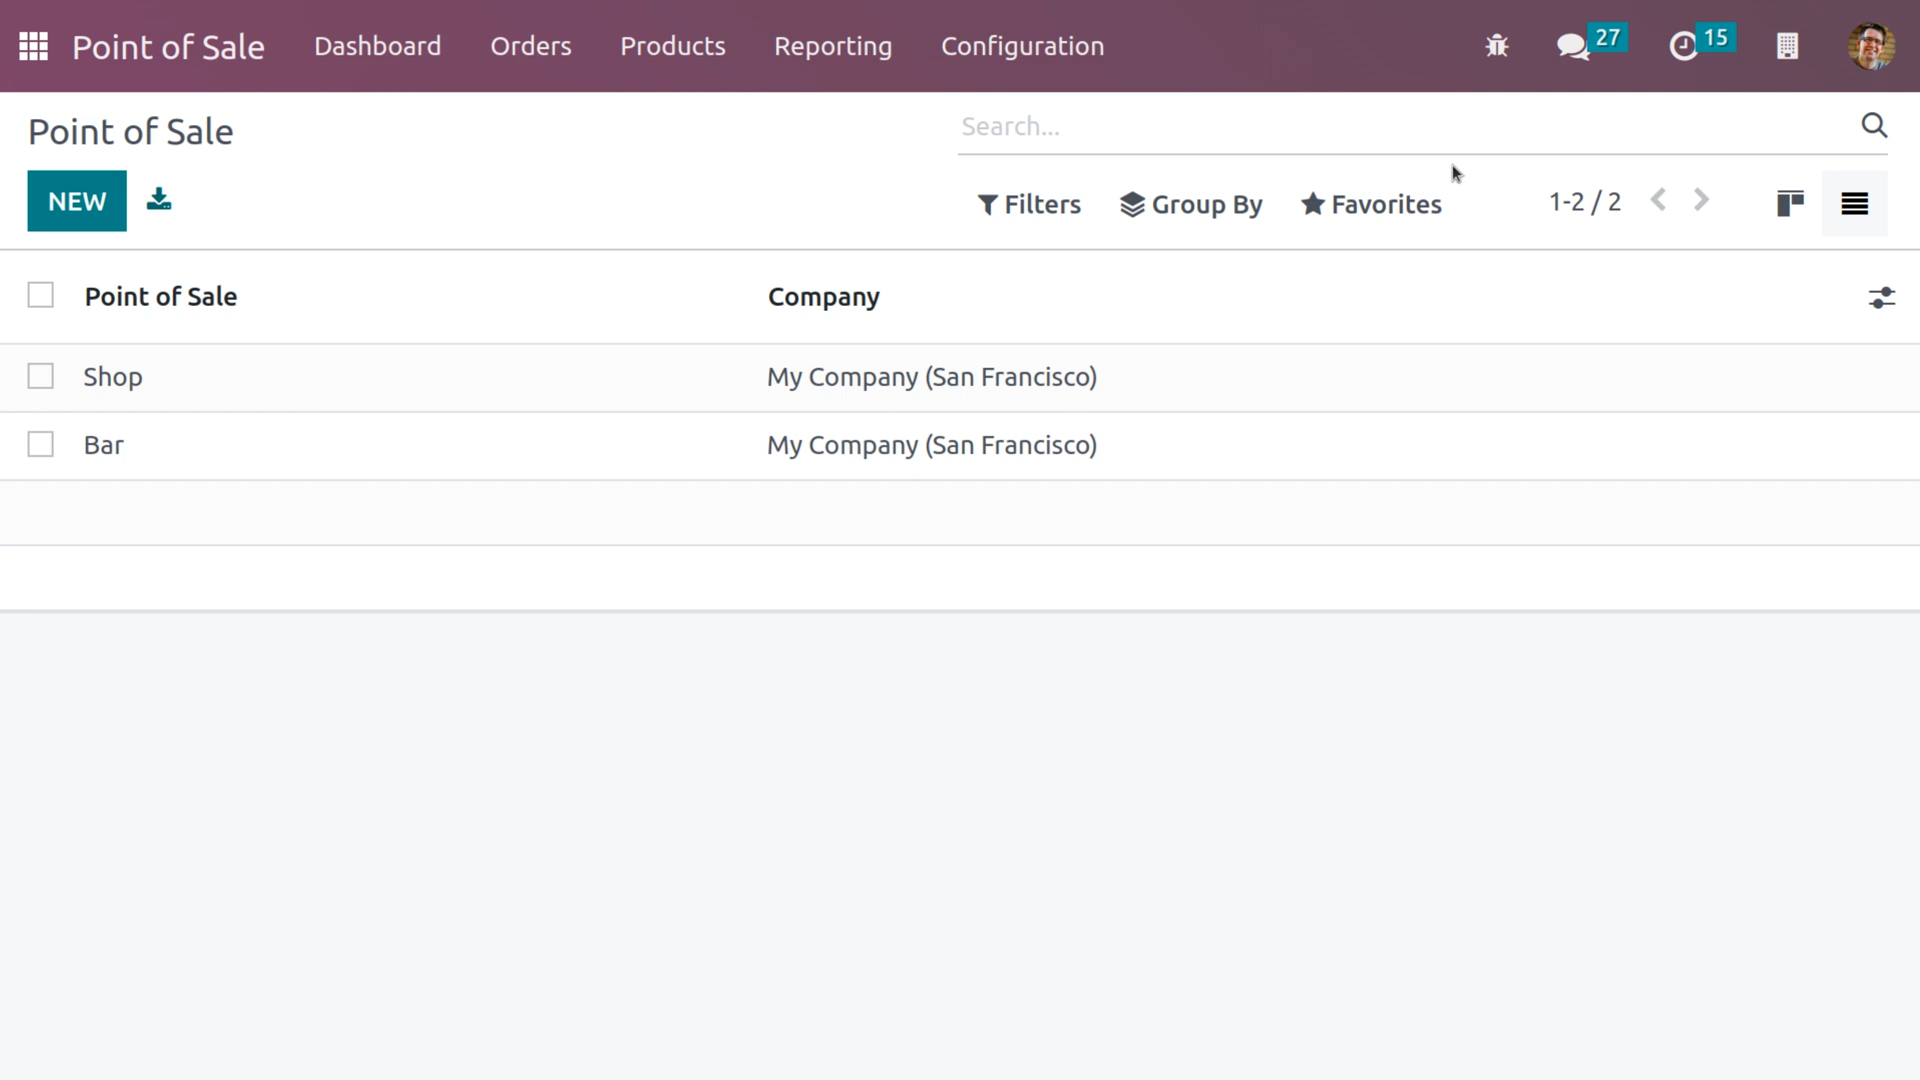 Point of Sale Dashboard Orders Products Reporting Configuration 27 15
Point of Sale
Search...
NEW
Filters Group By Favorites 1-2 / 2
Point of Sale Company
Shop My Company (San Francisco)
Bar My Company (San Francisco)